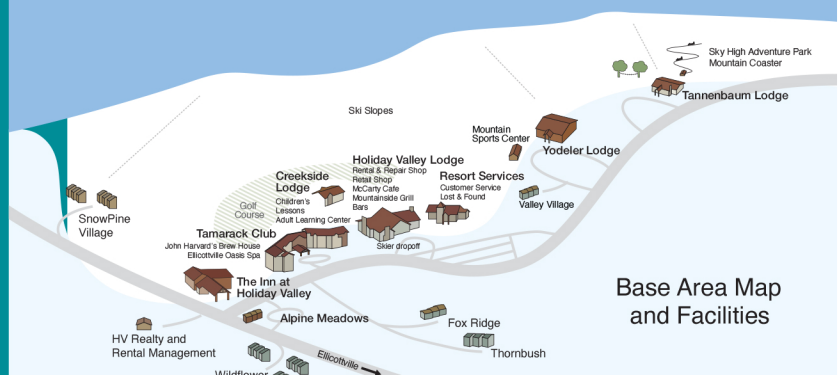 Sky High Adventure Park
Mountain Coaster
Tannenbaum Lodge
Ski Slopes
Mountain
Sports Center
Yodeler Lodge
Holiday Valley Lodge
Rental & Repair Shop
Retail Shop
McCarty Cafe
Mountainside Grill
Bars
Skier dropoff
Resort Services
Customer Service
Lost & Found
Valley Village
Creekside
Lodge
Children's
Lessons
Adult Learning Center
Golf
Course
SnowPine
Village
Tamarack Club
John Harvard's Brew House
Ellicottville Oasis Spa
The Inn at
Holiday Valley
Base Area Map
and Facilities
Alpine Meadows
Fox Ridge
HV Realty and
Rental Management
Thornbush
Ellicottville
Wildflower